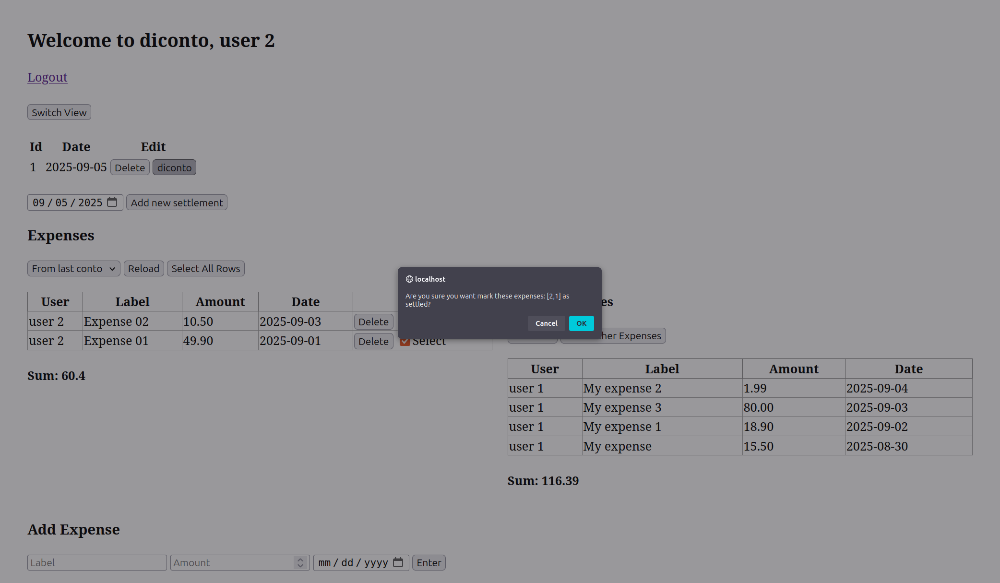 Welcome to diconto, user 2
Logout
Switch View
Id Date Edit
1 2025-09-05 Delete diconto
09 / 05 / 2025 Add new settlement
Expenses
From last conto Reload Select All Rows
User Label Amount Date
user 2 Expense 02 10.50 2025-09-03 Delete
user 2 Expense 01 49.90 2025-09-01 Delete Select
Sum: 60.4
localhost
Are you sure you want mark these expenses: [2,1] as
settled?
Cancel OK
her Expenses
User Label Amount Date
user 1 My expense 2 1.99 2025-09-04
user 1 My expense 3 80.00 2025-09-03
user 1 My expense 1 18.90 2025-09-02
user 1 My expense 15.50 2025-08-30
Sum: 116.39
Add Expense
Label Amount mm / dd / yyyy Enter